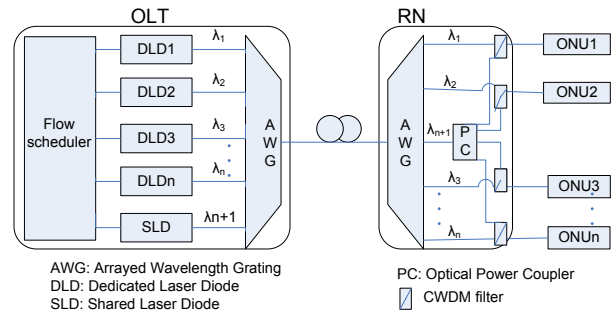 OLT
RN
Flow
scheduler
DLD1
DLD2
DLD3
DLDn
SLD
λ1
λ2
λ3
λn
λn+1
A
W
G
A
W
G
λ1
λ2
λn+1
λ3
λn
P
C
ONU1
ONU2
ONU3
ONUn
AWG: Arrayed Wavelength Grating
DLD: Dedicated Laser Diode
SLD: Shared Laser Diode
PC: Optical Power Coupler
CWDM filter